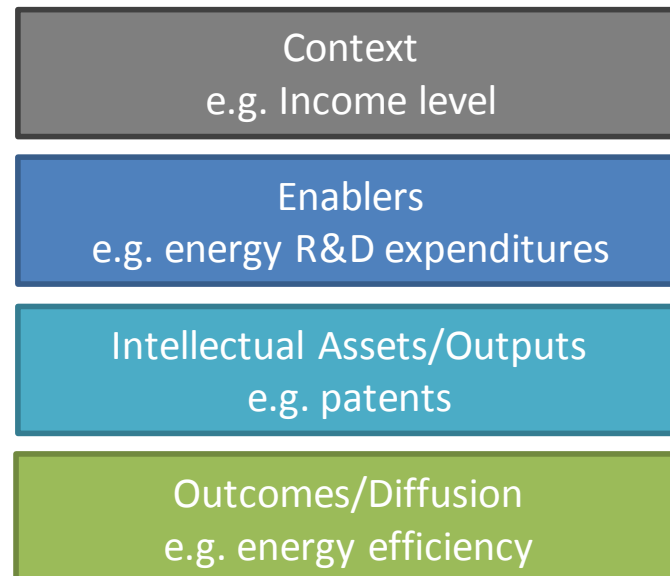 Context
e.g. Income level
Enablers
e.g. energy R&D expenditures
Intellectual Assets/Outputs
e.g. patents
Outcomes/Diffusion
e.g. energy efficiency